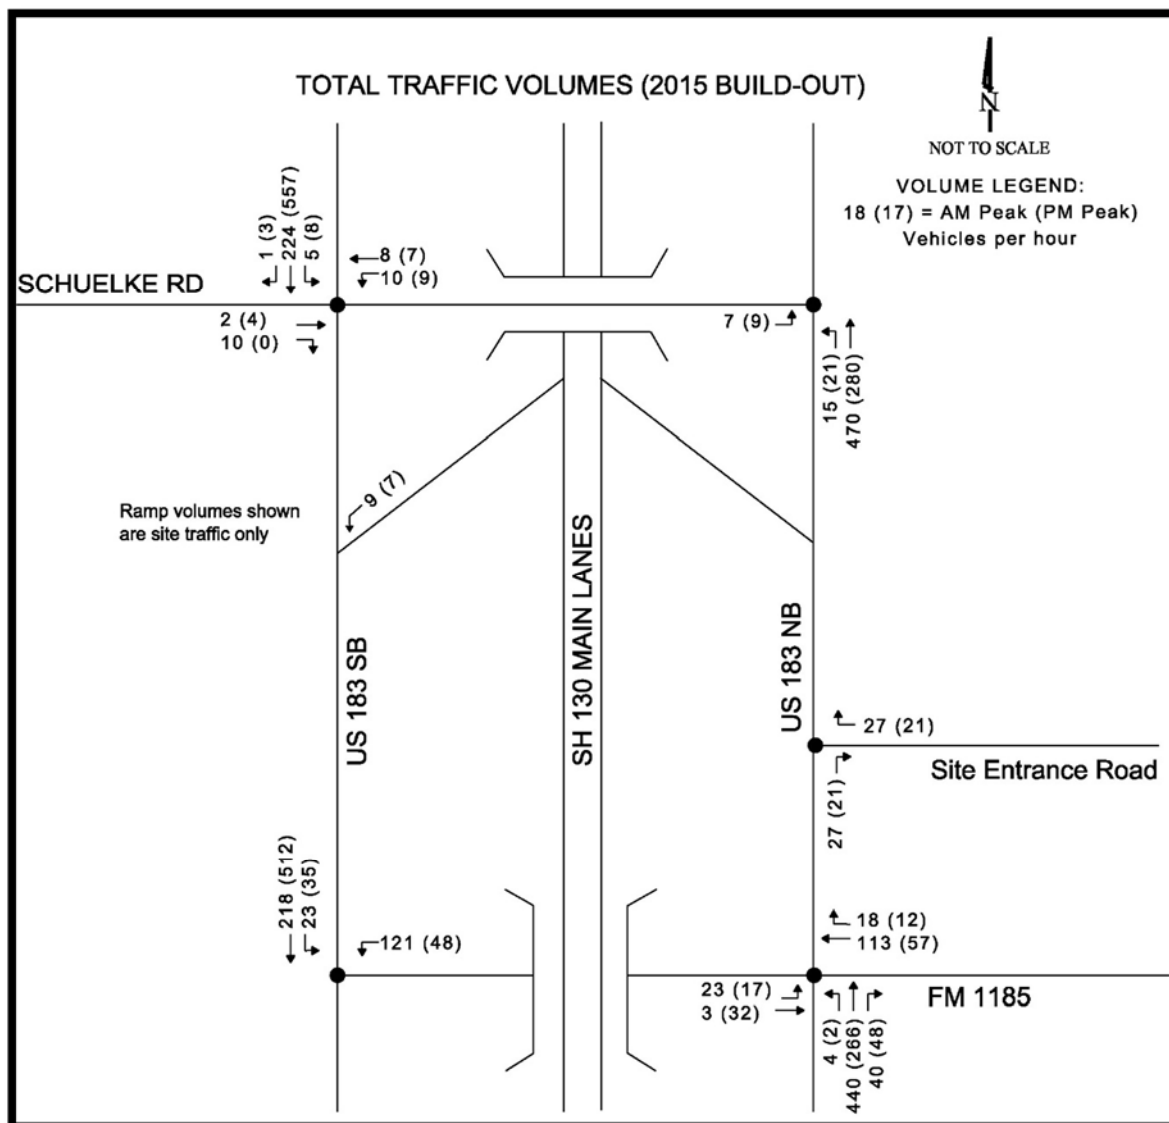 TOTAL TRAFFIC VOLUMES (2015 BUILD-OUT)
N
NOT TO SCALE
VOLUME LEGEND:
18 (17) = AM Peak (PM Peak)
Vehicles per hour
1 (3)
224 (557)
5 (8)
8 (7)
10 (9)
SCHUELKE RD
2 (4)
10 (0)
7 (9)
15 (21)
470 (280)
9 (7)
Ramp volumes shown
are site traffic only
US 183 SB
SH 130 MAIN LANES
US 183 NB
27 (21)
Site Entrance Road
27 (21)
218 (512)
23 (35)
121 (48)
18 (12)
113 (57)
23 (17)
3 (32)
FM 1185
4 (2)
440 (266)
40 (48)